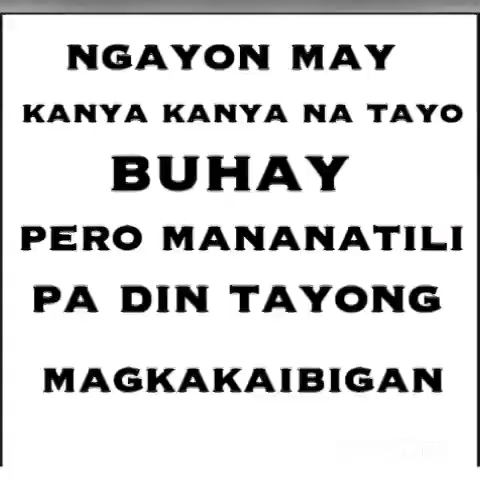 NGAYON MAY
KANYA KANYA NA TAYO
BUHAY
PERO MANANATILI
PA DIN TAYONG
MAGKAKAIBIGAN